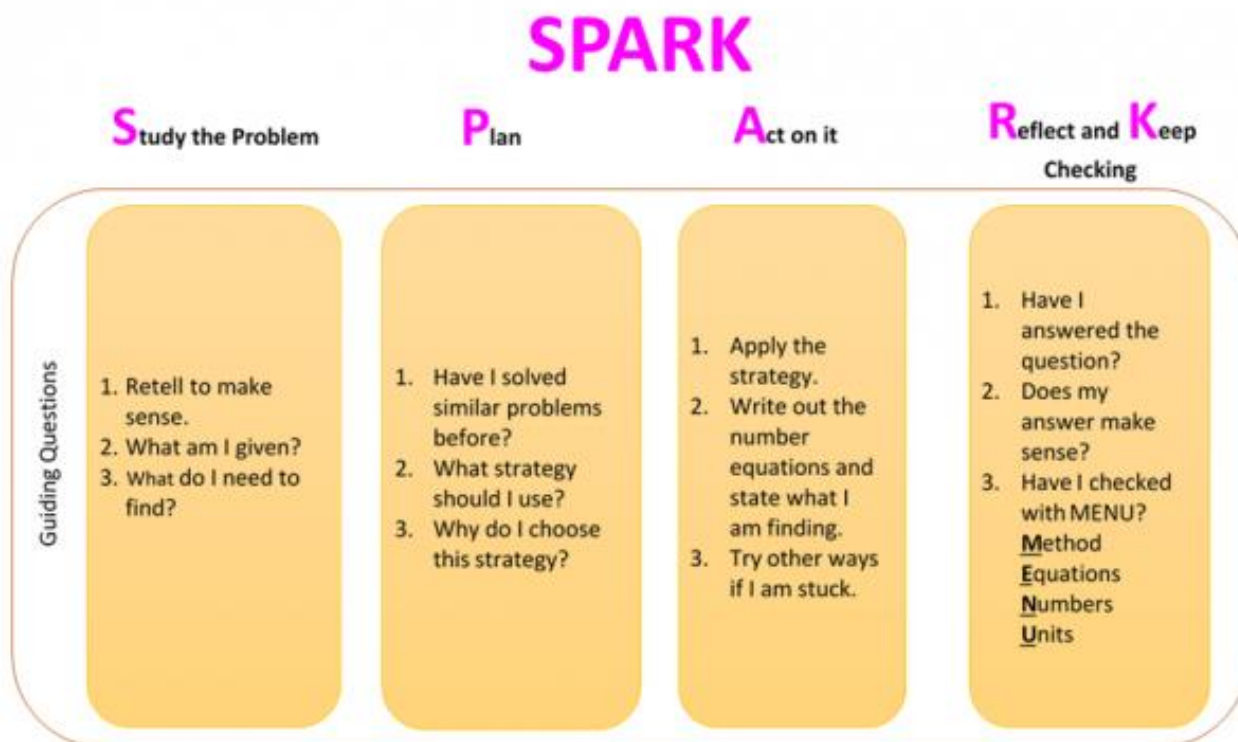 SPARK
Study the Problem
Plan
Act on it
Reflect and Keep
Checking
Guiding Questions
1. Retell to make
sense.
2. What am I given?
3. What do I need to
find?
1. Have I solved
similar problems
before?
2. What strategy
should I use?
3. Why do I choose
this strategy?
1. Apply the
strategy.
2. Write out the
number
equations and
state what I
am finding.
3. Try other ways
if I am stuck.
1. Have I
answered the
question?
2. Does my
answer make
sense?
3. Have I checked
with MENU?
Method
Equations
Numbers
Units